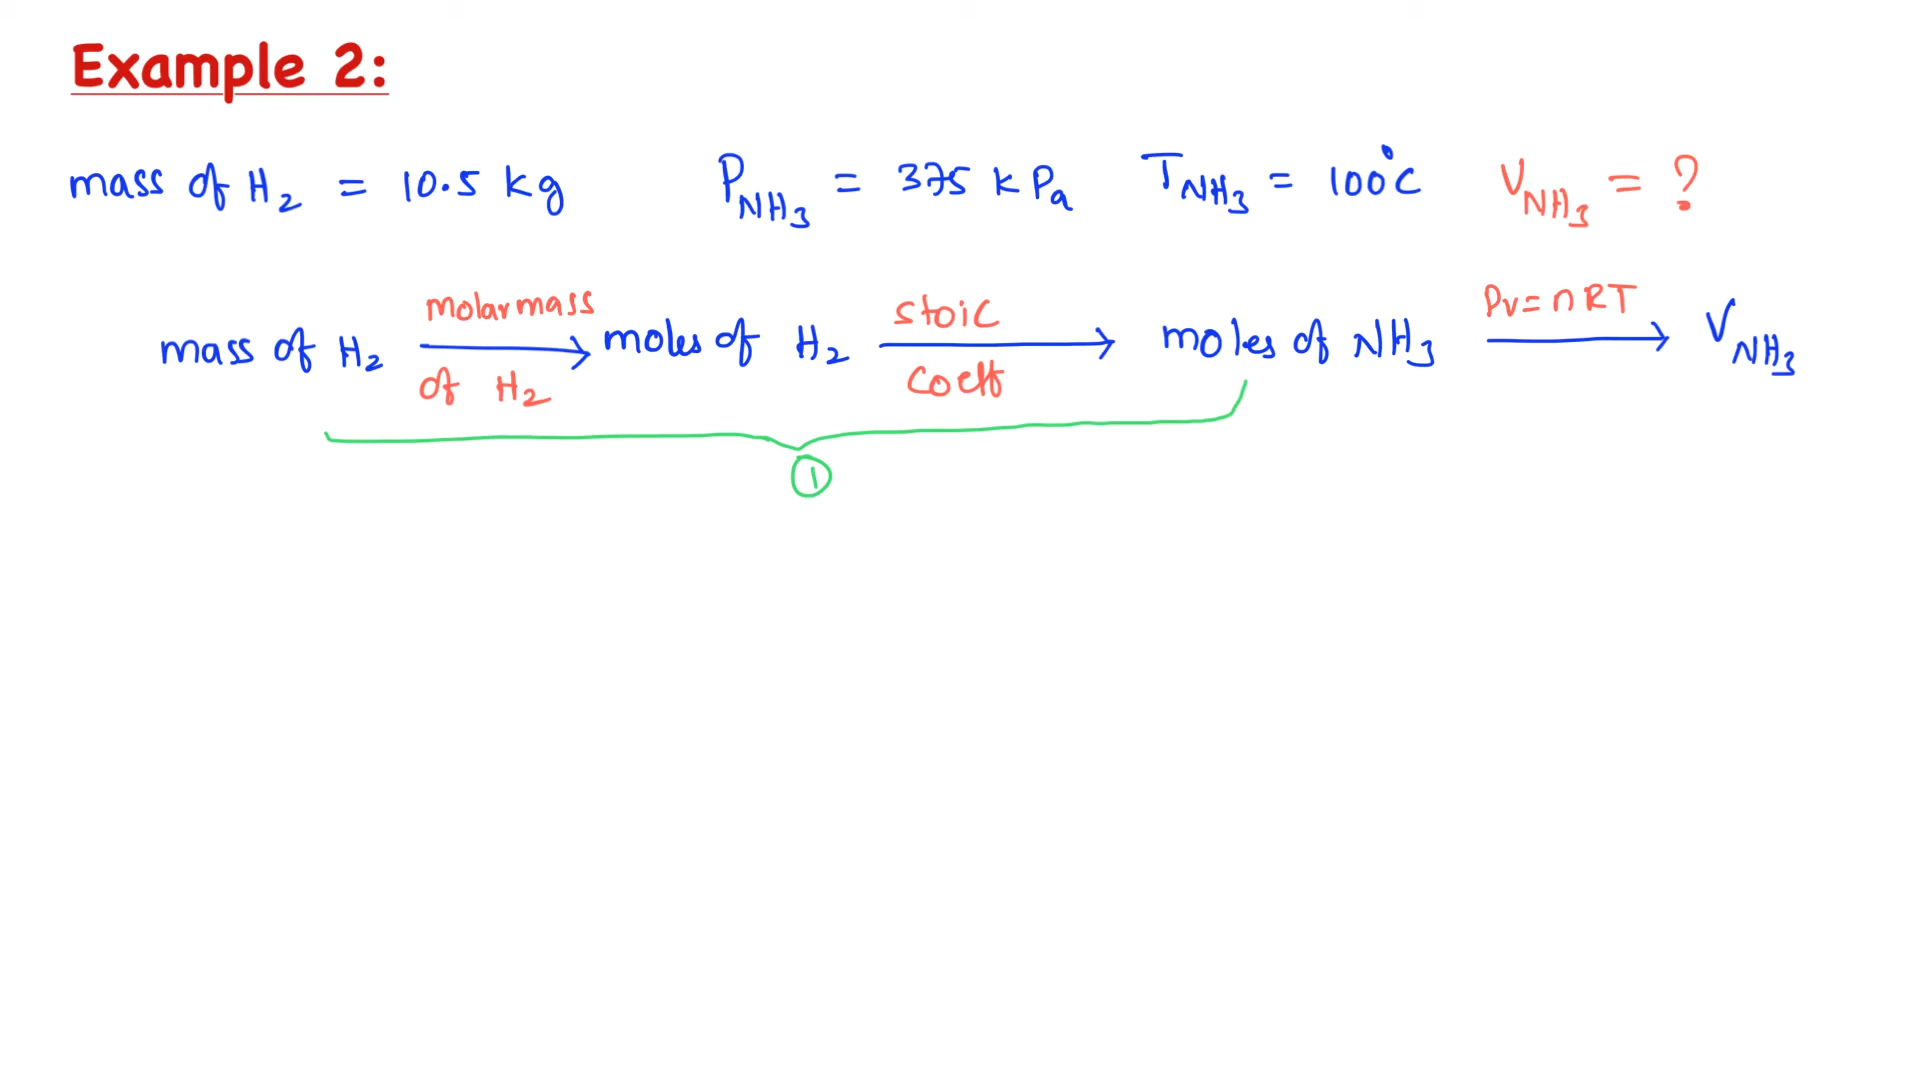 Example 2:
mass of H₂ = 10.5 kg P_NH₃ = 375 kPa T_NH₃ = 100°C V_NH₃ = ?
molar mass stoic PV = nRT
mass of H₂ → moles of H₂ → moles of NH₃ → V_NH₃
of H₂ coeff
①